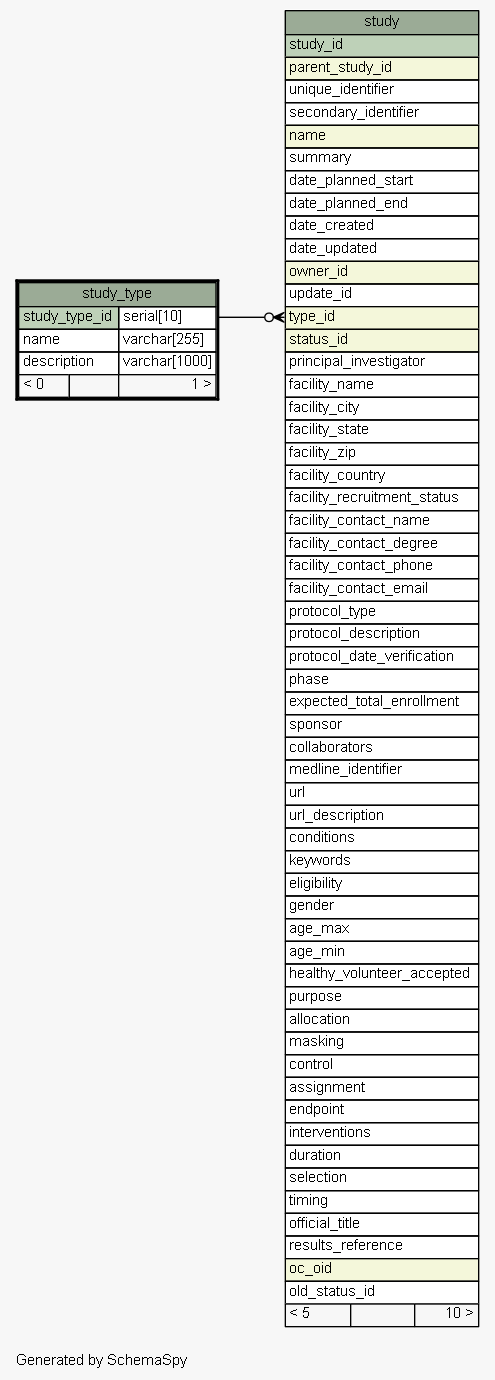 study
study_id
parent_study_id
unique_identifier
secondary_identifier
name
summary
date_planned_start
date_planned_end
date_created
date_updated
owner_id
update_id
type_id
status_id
principal_investigator
facility_name
facility_city
facility_state
facility_zip
facility_country
facility_recruitment_status
facility_contact_name
facility_contact_degree
facility_contact_phone
facility_contact_email
protocol_type
protocol_description
protocol_date_verification
phase
expected_total_enrollment
sponsor
collaborators
medline_identifier
url
url_description
conditions
keywords
eligibility
gender
age_max
age_min
healthy_volunteer_accepted
purpose
allocation
masking
control
assignment
endpoint
interventions
duration
selection
timing
official_title
results_reference
oc_oid
old_status_id
< 5 10 >
study_type
study_type_id serial[10]
name varchar[255]
description varchar[1000]
< 0 1 >
Generated by SchemaSpy